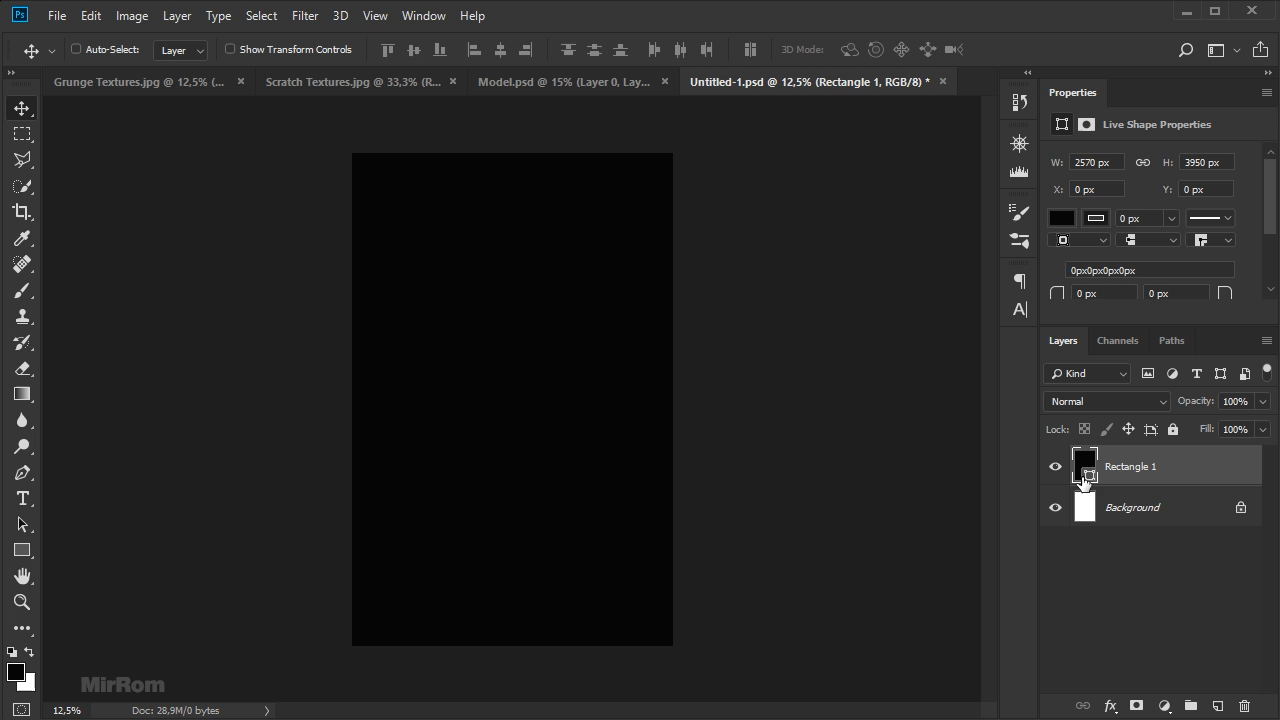 Ps File Edit Image Layer Type Select Filter 3D View Window Help
Auto-Select: Layer Show Transform Controls 3D Mode:
Grunge Textures.jpg @ 12,5% (... Scratch Textures.jpg @ 33,3% (R... Model.psd @ 15% (Layer 0, Lay... Untitled-1.psd @ 12,5% (Rectangle 1, RGB/8) *
Properties
Live Shape Properties
W: 2570 px H: 3950 px
X: 0 px Y: 0 px
0 px
0px0px0px0px
0 px 0 px
Layers Channels Paths
Kind
Normal Opacity: 100%
Lock: Fill: 100%
Rectangle 1
Background
MirRom
12,5% Doc: 28,9M/0 bytes